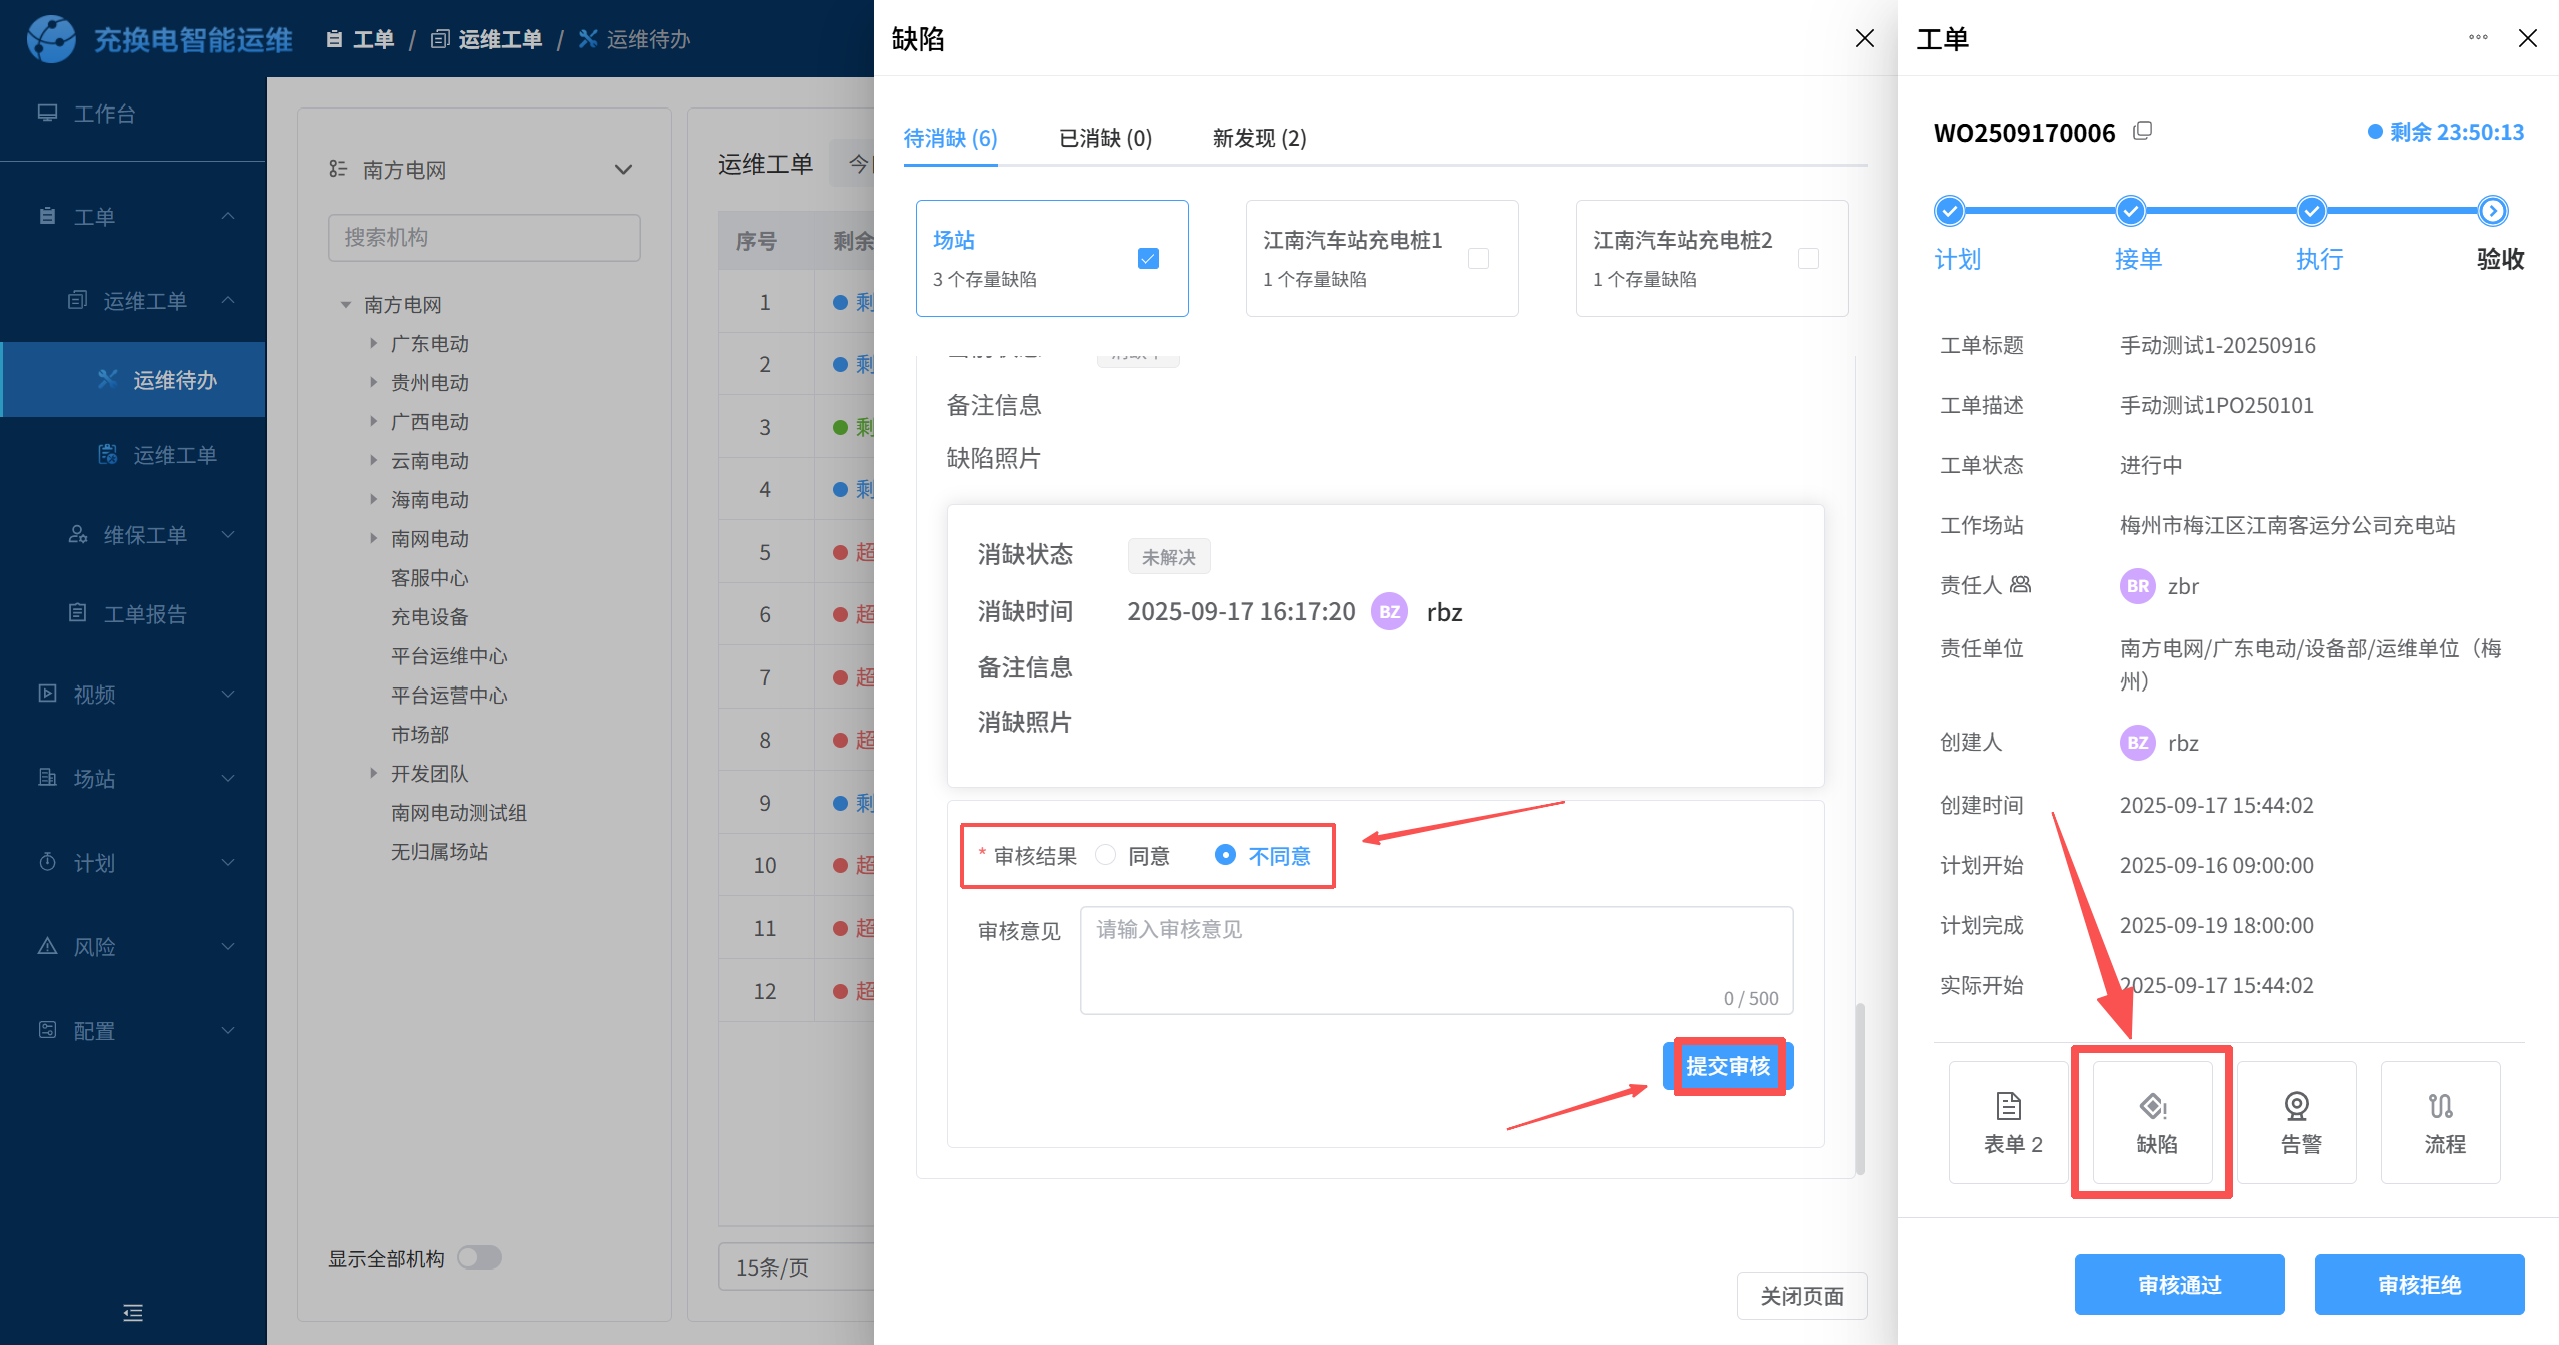 充换电智能运维
工单 / 运维工单 / 运维待办
工作台
工单
运维工单
运维待办
运维工单
维保工单
工单报告
视频
场站
计划
风险
配置
南方电网
搜索机构
南方电网
广东电动
贵州电动
广西电动
云南电动
海南电动
南网电动
客服中心
充电设备
平台运维中心
平台运营中心
市场部
开发团队
南网电动测试组
无归属场站
显示全部机构
运维工单 今
序号 剩余
1 剩
2 剩
3 剩
4 剩
5 超
6 超
7 超
8 超
9 剩
10 超
11 超
12 超
15条/页
缺陷
待消缺 (6) 已消缺 (0) 新发现 (2)
场站
3 个存量缺陷
江南汽车站充电桩1
1 个存量缺陷
江南汽车站充电桩2
1 个存量缺陷
备注信息
缺陷照片
消缺状态 未解决
消缺时间 2025-09-17 16:17:20 BZ rbz
备注信息
消缺照片
* 审核结果 同意 不同意
审核意见 请输入审核意见
0 / 500
提交审核
关闭页面
工单
WO2509170006 剩余 23:50:13
计划 接单 执行 验收
工单标题 手动测试1-20250916
工单描述 手动测试1PO250101
工单状态 进行中
工作场站 梅州市梅江区江南客运分公司充电站
责任人 BR zbr
责任单位 南方电网/广东电动/设备部/运维单位（梅
州）
创建人 BZ rbz
创建时间 2025-09-17 15:44:02
计划开始 2025-09-16 09:00:00
计划完成 2025-09-19 18:00:00
实际开始 2025-09-17 15:44:02
表单 2 缺陷 告警 流程
审核通过 审核拒绝